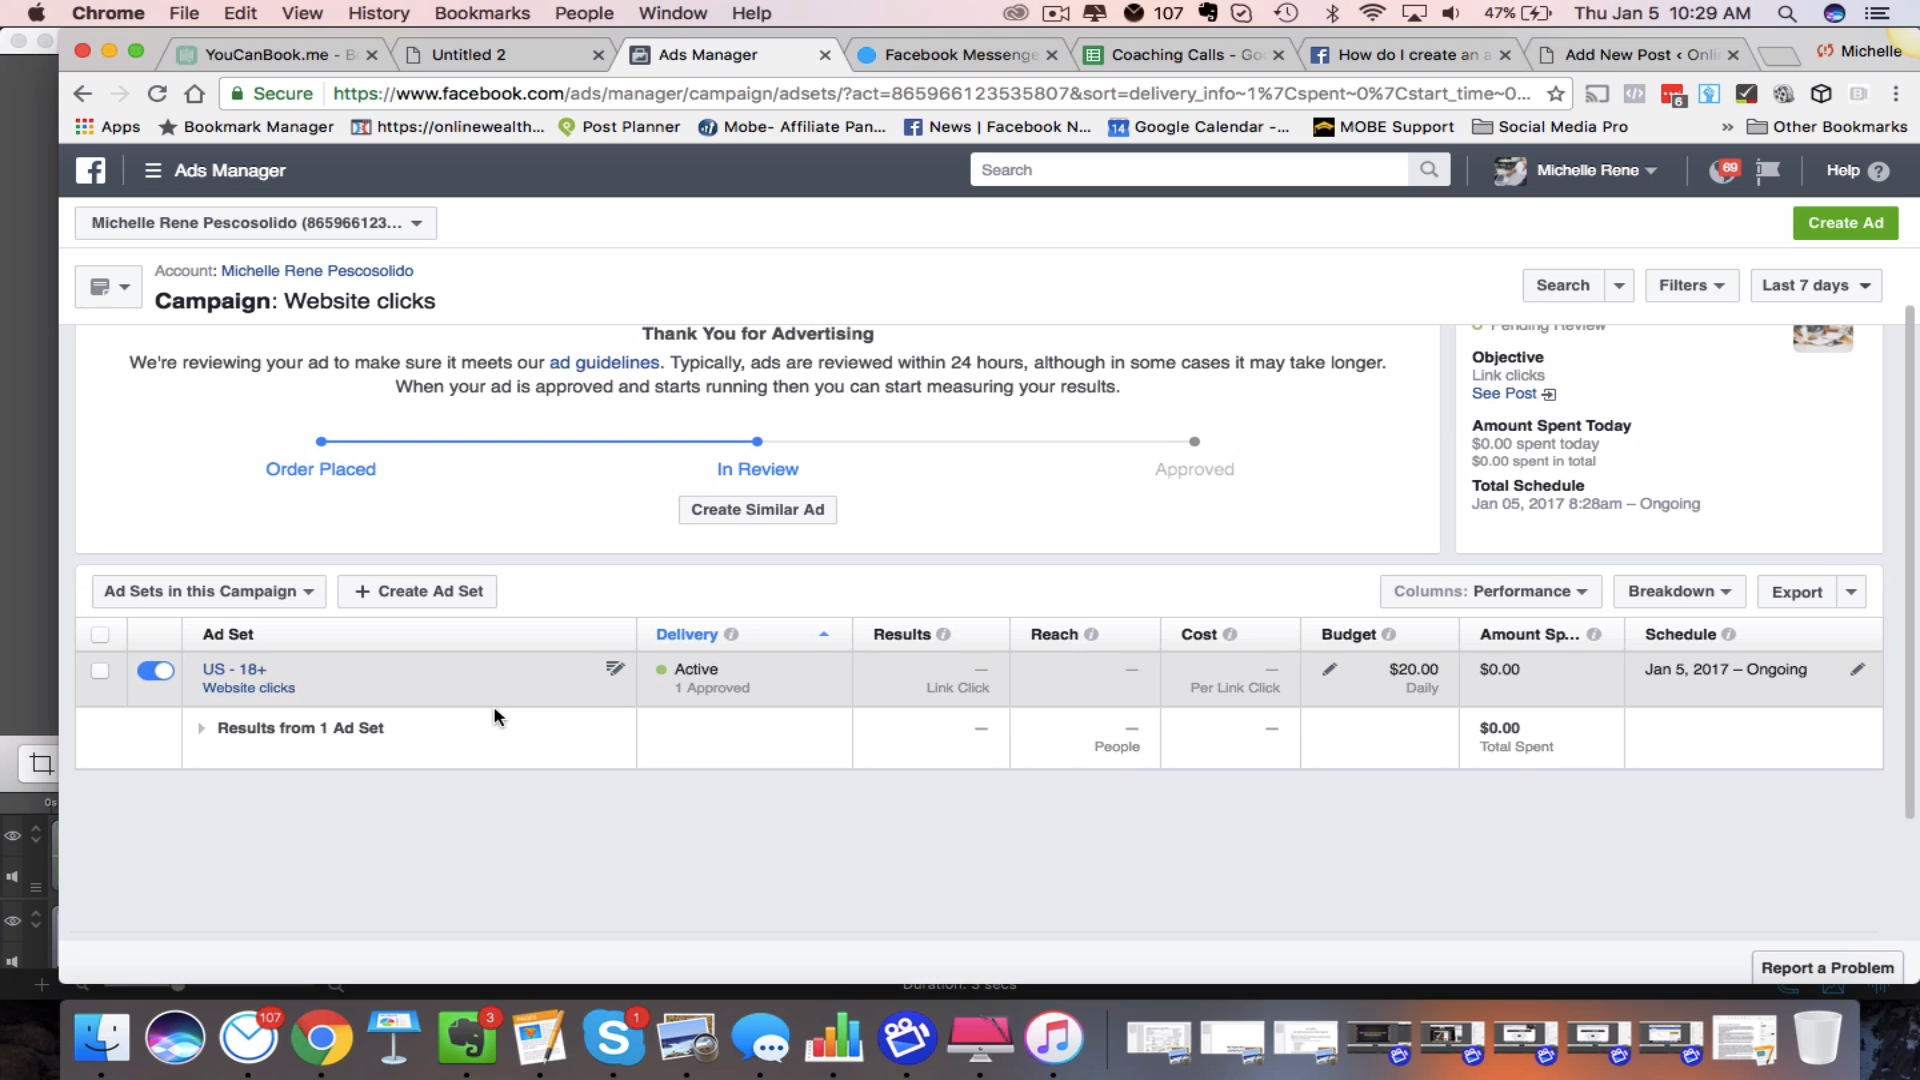 Chrome File Edit View History Bookmarks People Window Help 107 47% Thu Jan 5 10:29 AM
YouCanBook.me - B Untitled 2 Ads Manager Facebook Messenge Coaching Calls - Go How do I create an a Add New Post ‹ Onli Michelle
Secure https://www.facebook.com/ads/manager/campaign/adsets/?act=865966123535807&sort=delivery_info~1%7Cspent~0%7Cstart_time~0... 6
Apps Bookmark Manager https://onlinewealth... Post Planner Mobe- Affiliate Pan... News | Facebook N... 14 Google Calendar -... MOBE Support Social Media Pro » Other Bookmarks
Ads Manager Search Michelle Rene 69 Help ?
Michelle Rene Pescosolido (865966123... Create Ad
Account: Michelle Rene Pescosolido
Campaign: Website clicks Search Filters Last 7 days
Thank You for Advertising
We're reviewing your ad to make sure it meets our ad guidelines. Typically, ads are reviewed within 24 hours, although in some cases it may take longer.
When your ad is approved and starts running then you can start measuring your results.
Order Placed In Review Approved
Create Similar Ad
Pending Review
Objective
Link clicks
See Post
Amount Spent Today
$0.00 spent today
$0.00 spent in total
Total Schedule
Jan 05, 2017 8:28am – Ongoing
Ad Sets in this Campaign + Create Ad Set Columns: Performance Breakdown Export
Ad Set Delivery Results Reach Cost Budget Amount Sp... Schedule
US - 18+ Active — — — $20.00 $0.00 Jan 5, 2017 – Ongoing
Website clicks 1 Approved Link Click Per Link Click Daily
Results from 1 Ad Set — — — $0.00
People Total Spent
0s
Report a Problem
Duration: 3 secs
107 3 1